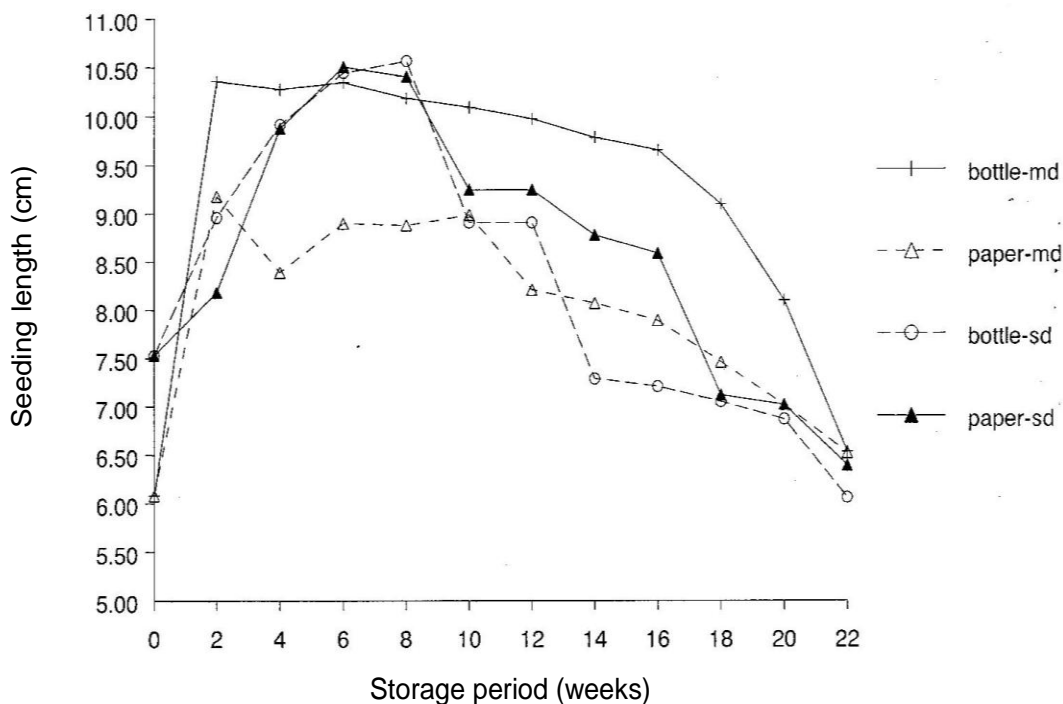 11.00
10.50
10.00
9.50
9.00
8.50
8.00
7.50
7.00
6.50
6.00
5.50
5.00
Seeding length (cm)
0 2 4 6 8 10 12 14 16 18 20 22
Storage period (weeks)
bottle-md
paper-md
bottle-sd
paper-sd